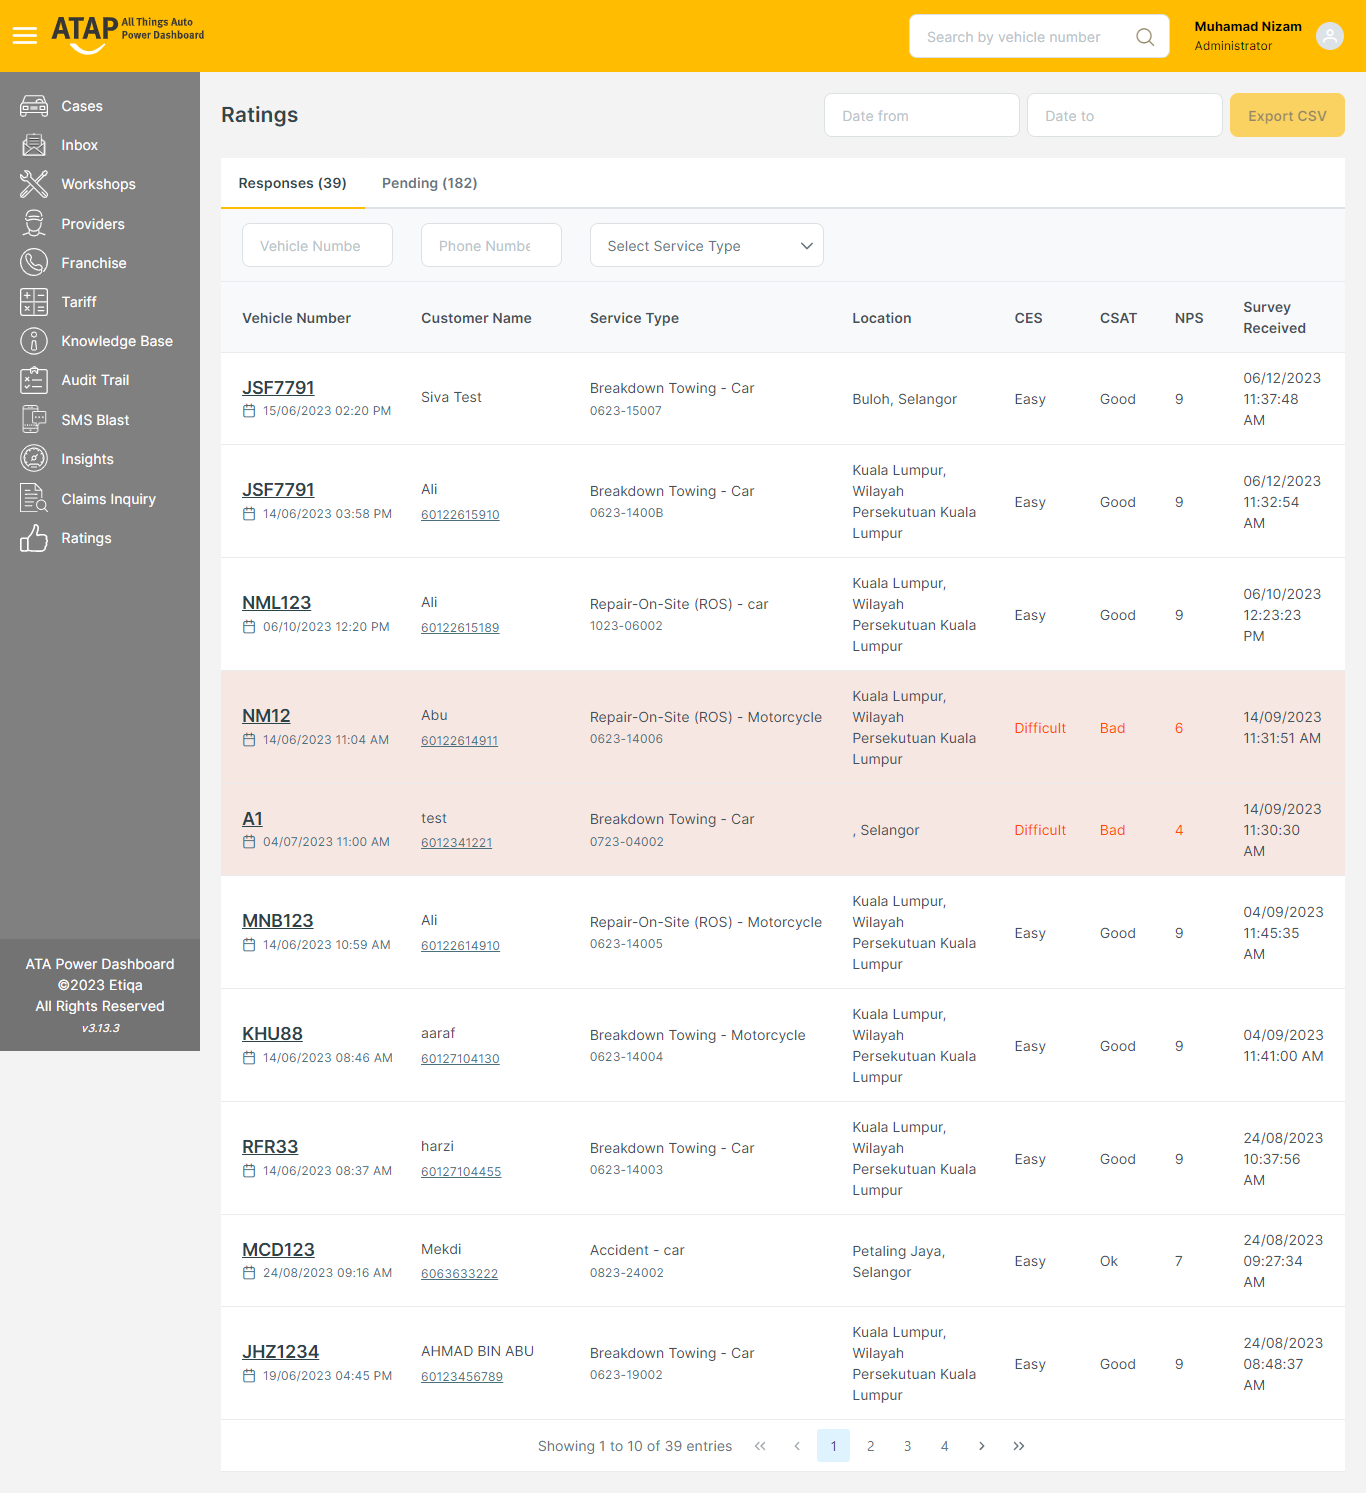 ATAP All Things Auto
Power Dashboard
Search by vehicle number
Muhamad Nizam
Administrator
Cases
Inbox
Workshops
Providers
Franchise
Tariff
Knowledge Base
Audit Trail
SMS Blast
Insights
Claims Inquiry
Ratings
ATA Power Dashboard
©2023 Etiqa
All Rights Reserved
v3.13.3
Ratings
Date from
Date to
Export CSV
Responses (39)
Pending (182)
Vehicle Numbe
Phone Numbe
Select Service Type
Vehicle Number
Customer Name
Service Type
Location
CES
CSAT
NPS
Survey
Received
JSF7791
15/06/2023 02:20 PM
Siva Test
Breakdown Towing - Car
0623-15007
Buloh, Selangor
Easy
Good
9
06/12/2023
11:37:48
AM
JSF7791
14/06/2023 03:58 PM
Ali
60122615910
Breakdown Towing - Car
0623-1400B
Kuala Lumpur,
Wilayah
Persekutuan Kuala
Lumpur
Easy
Good
9
06/12/2023
11:32:54
AM
NML123
06/10/2023 12:20 PM
Ali
60122615189
Repair-On-Site (ROS) - car
1023-06002
Kuala Lumpur,
Wilayah
Persekutuan Kuala
Lumpur
Easy
Good
9
06/10/2023
12:23:23
PM
NM12
14/06/2023 11:04 AM
Abu
60122614911
Repair-On-Site (ROS) - Motorcycle
0623-14006
Kuala Lumpur,
Wilayah
Persekutuan Kuala
Lumpur
Difficult
Bad
6
14/09/2023
11:31:51 AM
A1
04/07/2023 11:00 AM
test
6012341221
Breakdown Towing - Car
0723-04002
, Selangor
Difficult
Bad
4
14/09/2023
11:30:30
AM
MNB123
14/06/2023 10:59 AM
Ali
60122614910
Repair-On-Site (ROS) - Motorcycle
0623-14005
Kuala Lumpur,
Wilayah
Persekutuan Kuala
Lumpur
Easy
Good
9
04/09/2023
11:45:35
AM
KHU88
14/06/2023 08:46 AM
aaraf
60127104130
Breakdown Towing - Motorcycle
0623-14004
Kuala Lumpur,
Wilayah
Persekutuan Kuala
Lumpur
Easy
Good
9
04/09/2023
11:41:00 AM
RFR33
14/06/2023 08:37 AM
harzi
60127104455
Breakdown Towing - Car
0623-14003
Kuala Lumpur,
Wilayah
Persekutuan Kuala
Lumpur
Easy
Good
9
24/08/2023
10:37:56
AM
MCD123
24/08/2023 09:16 AM
Mekdi
6063633222
Accident - car
0823-24002
Petaling Jaya,
Selangor
Easy
Ok
7
24/08/2023
09:27:34
AM
JHZ1234
19/06/2023 04:45 PM
AHMAD BIN ABU
60123456789
Breakdown Towing - Car
0623-19002
Kuala Lumpur,
Wilayah
Persekutuan Kuala
Lumpur
Easy
Good
9
24/08/2023
08:48:37
AM
Showing 1 to 10 of 39 entries « ‹ 1 2 3 4 › »